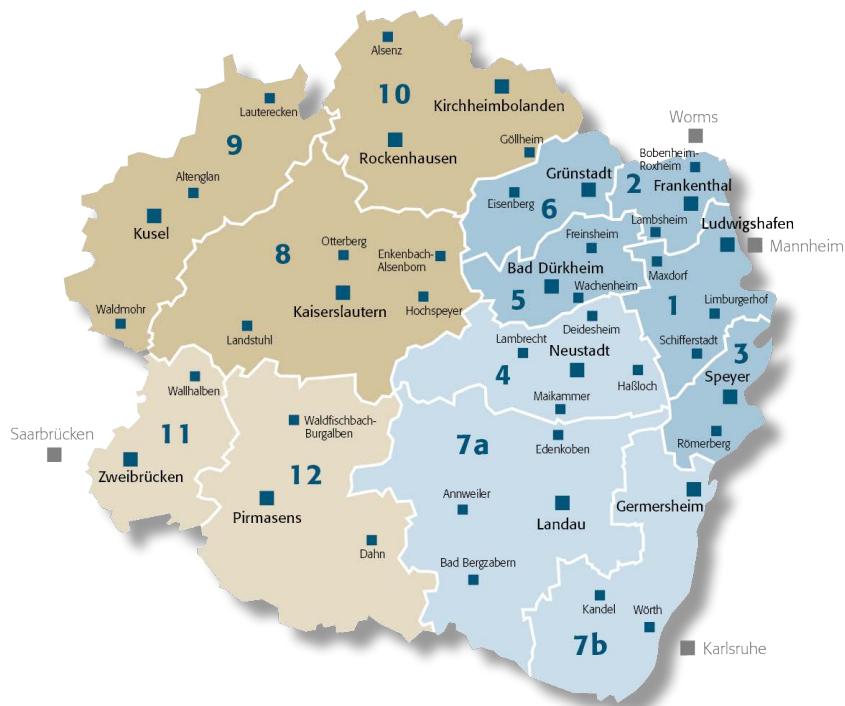 Alsenz
10
Kirchheimbolanden
Lauterecken
Worms
9
Rockenhausen
Göllheim
Bobenheim-
Roxheim
Grünstadt
2
Altenglan
Eisenberg
6
Frankenthal
Kusel
Lambsheim
Ludwigshafen
Freinsheim
Mannheim
8
Otterberg
Enkenbach-
Alsenborn
Bad Dürkheim
Maxdorf
Wachenheim
5
1
Kaiserslautern
Hochspeyer
Waldmohr
Limburgerhof
Landstuhl
Deidesheim
Lambrecht
Neustadt
Schifferstadt
3
4
Haßloch
Speyer
Wallhalben
Maikammer
11
Waldfischbach-
Burgalben
Saarbrücken
7a
Edenkoben
Römerberg
Zweibrücken
12
Annweiler
Germersheim
Pirmasens
Landau
Dahn
Bad Bergzabern
Kandel
Wörth
7b
Karlsruhe